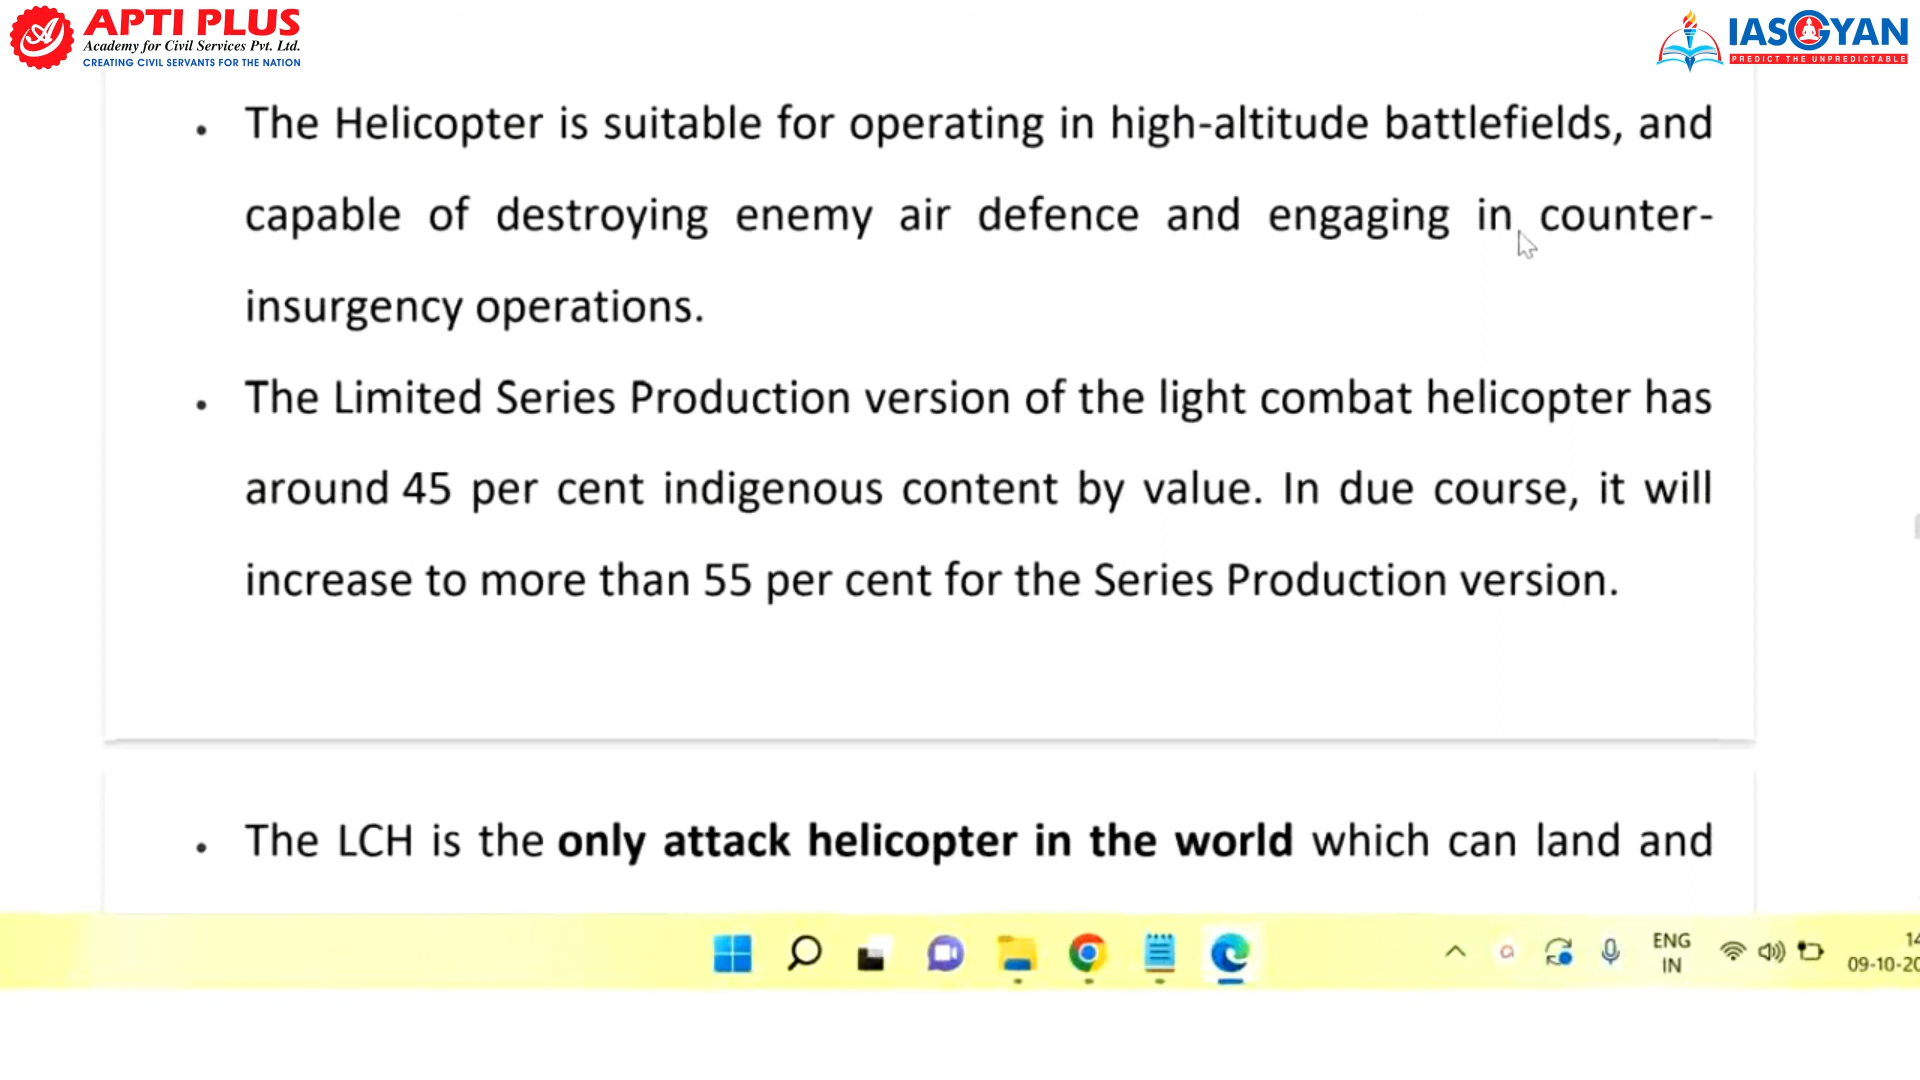 APTI PLUS
Academy for Civil Services Pvt. Ltd.
CREATING CIVIL SERVANTS FOR THE NATION
IASGYAN
PREDICT THE UNPREDICTABLE
• The Helicopter is suitable for operating in high-altitude battlefields, and
capable of destroying enemy air defence and engaging in counter-
insurgency operations.
• The Limited Series Production version of the light combat helicopter has
around 45 per cent indigenous content by value. In due course, it will
increase to more than 55 per cent for the Series Production version.
• The LCH is the only attack helicopter in the world which can land and
ENG
IN
14
09-10-20